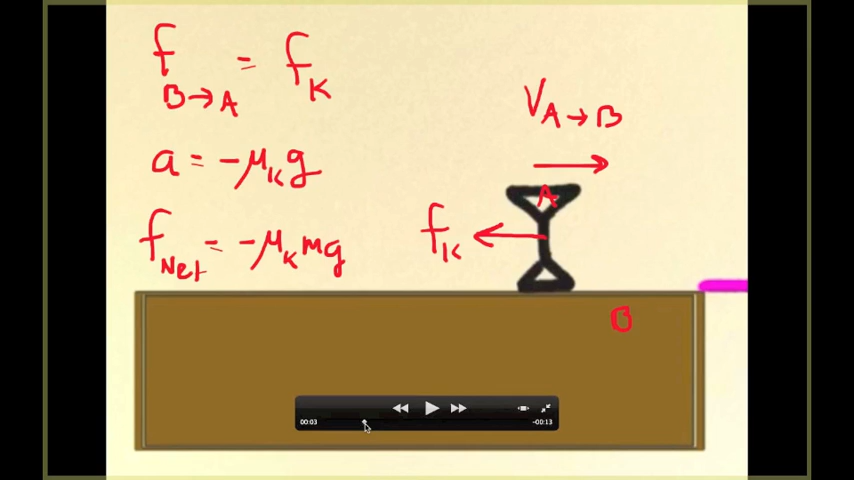 f B→A = fK
VA→B
a = -μKg
A
fNet = -μKmg
fK
B
00:03
-00:13